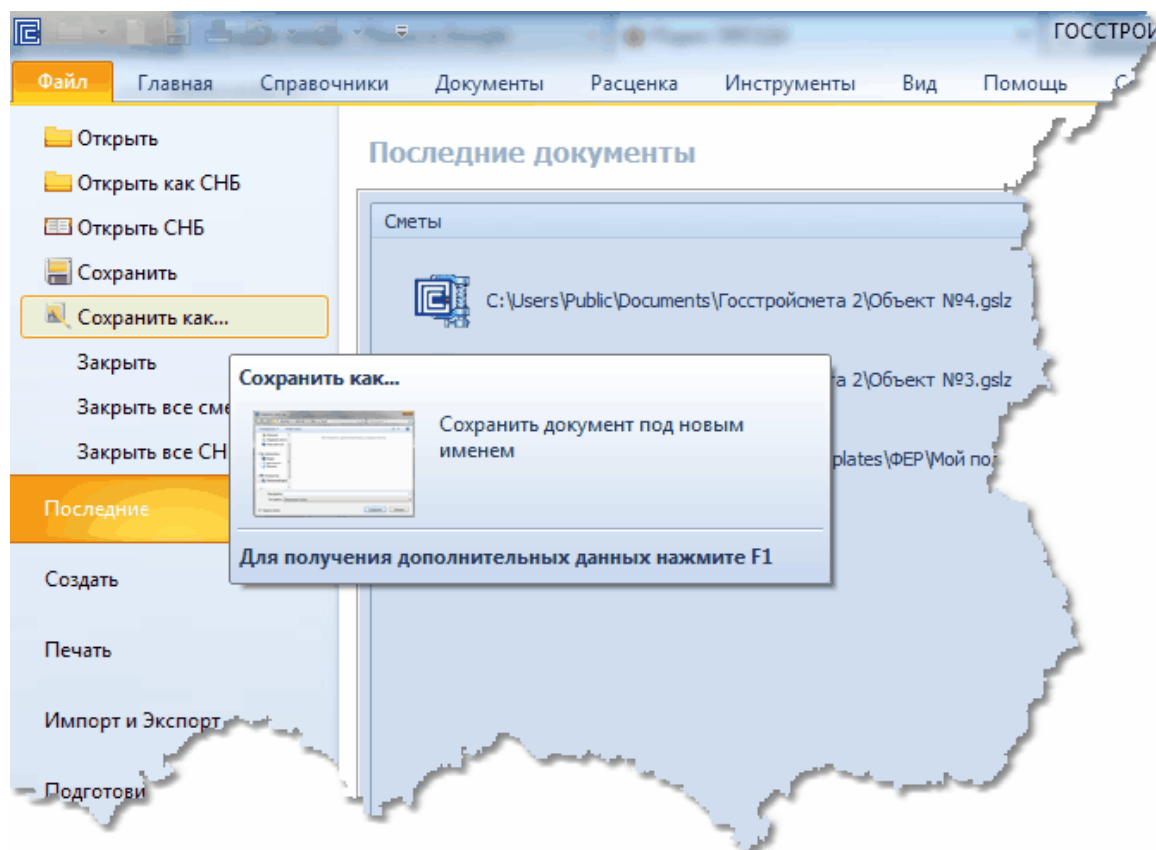 ГОССТРОЙ
Файл Главная Справочники Документы Расценка Инструменты Вид Помощь
Открыть
Открыть как СНБ
Открыть СНБ
Сохранить
Сохранить как...
Закрыть
Закрыть все сме
Закрыть все СН
Последние
Создать
Печать
Импорт и Экспорт
Подготови
Последние документы
Сметы
C:\Users\Public\Documents\Госстройсмета 2\Объект №4.gslz
та 2\Объект №3.gslz
plates\ФЕР\Мой по
Сохранить как...
Сохранить документ под новым
именем
Для получения дополнительных данных нажмите F1